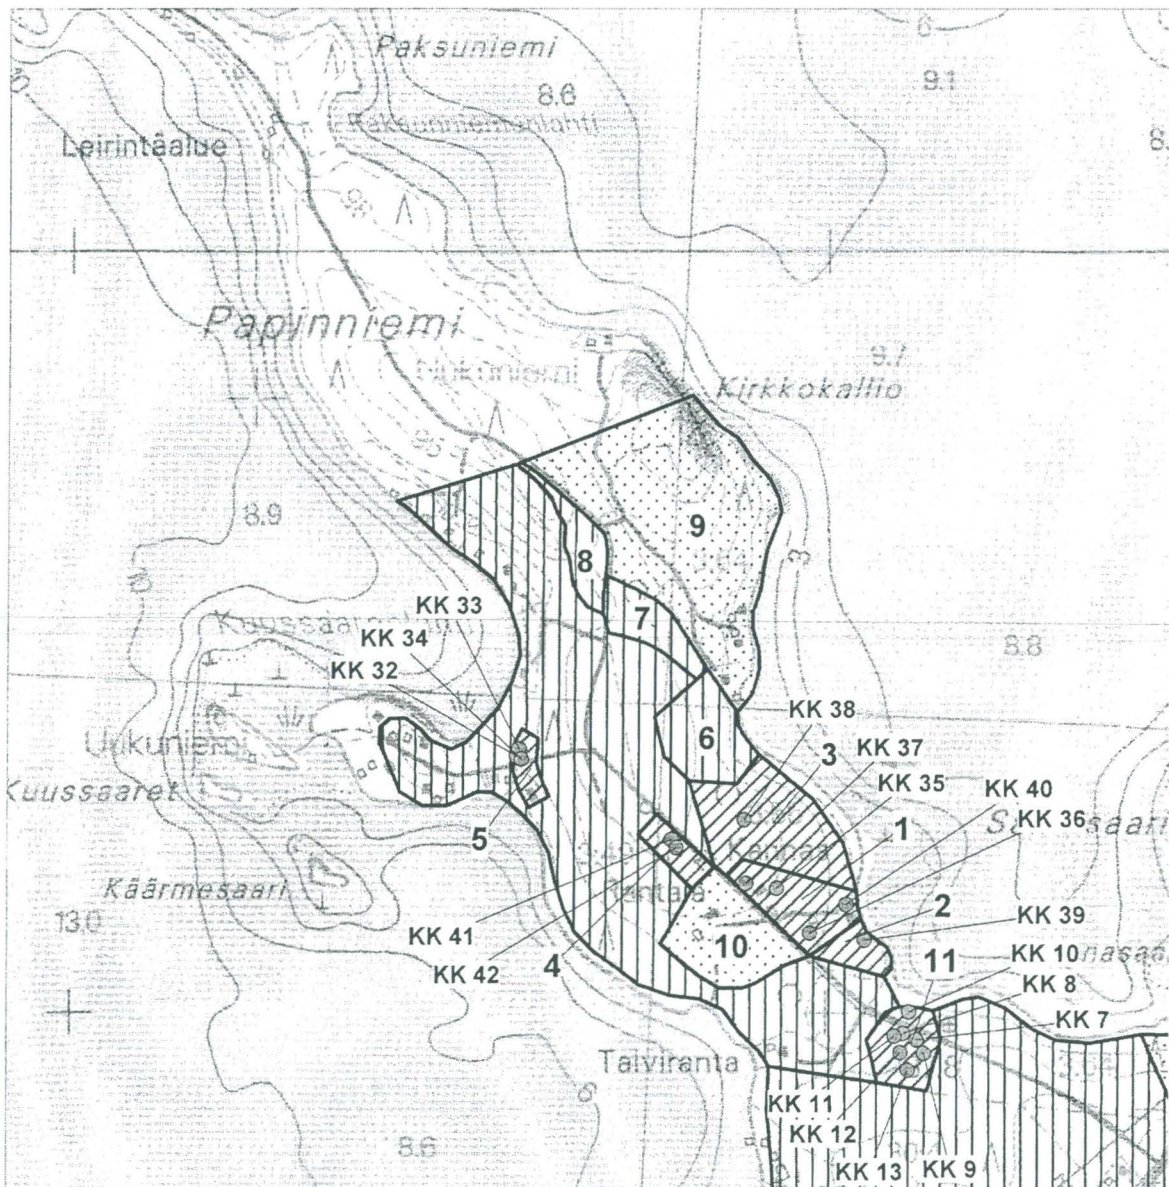 Paksuniemi
9.1
8.6
Leirintäalue
Papinniemi
9.7
Kirkkokallio
95
8.9
9
8
KK 33
7
KK 34
8.8
KK 32
KK 38
6
3
KK 37
Uukuniemi
KK 35
Kuussaaret
KK 40
5
1
KK 36
Käärmesaari
13.0
2
KK 39
KK 41
10
11
KK 10
KK 42
4
KK 8
KK 7
Talviranta
KK 11
KK 12
8.6
KK 13
KK 9